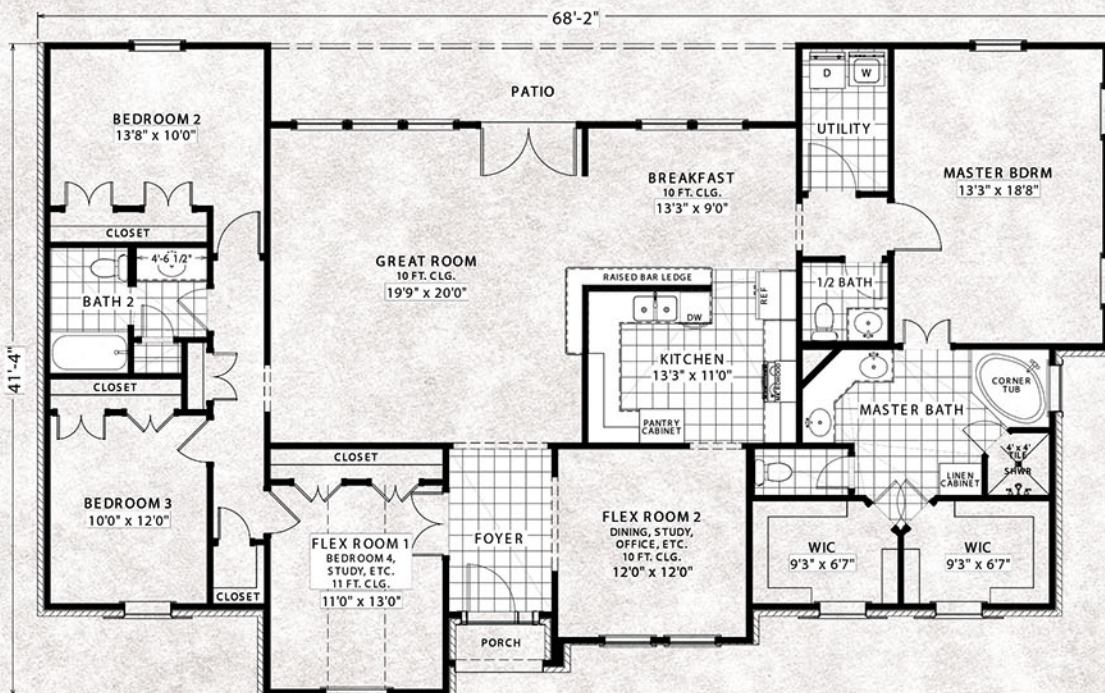 68'-2"
PATIO
D
W
UTILITY
BEDROOM 2
13'8" x 10'0"
BREAKFAST
10 FT. CLG.
13'3" x 9'0"
MASTER BDRM
13'3" x 18'8"
CLOSET
4'-6 1/2"
BATH 2
GREAT ROOM
10 FT. CLG.
19'9" x 20'0"
RAISED BAR LEDGE
REF
1/2 BATH
DW
41'-4"
KITCHEN
13'3" x 11'0"
CLOSET
CORNER
TUB
MASTER BATH
PANTRY
CABINET
4' x 4'
TILE
SHWR
LINEN
CABINET
CLOSET
BEDROOM 3
10'0" x 12'0"
FLEX ROOM 1
BEDROOM 4,
STUDY, ETC.
11 FT. CLG.
11'0" x 13'0"
FOYER
FLEX ROOM 2
DINING, STUDY,
OFFICE, ETC.
10 FT. CLG.
12'0" x 12'0"
WIC
9'3" x 6'7"
WIC
9'3" x 6'7"
CLOSET
PORCH